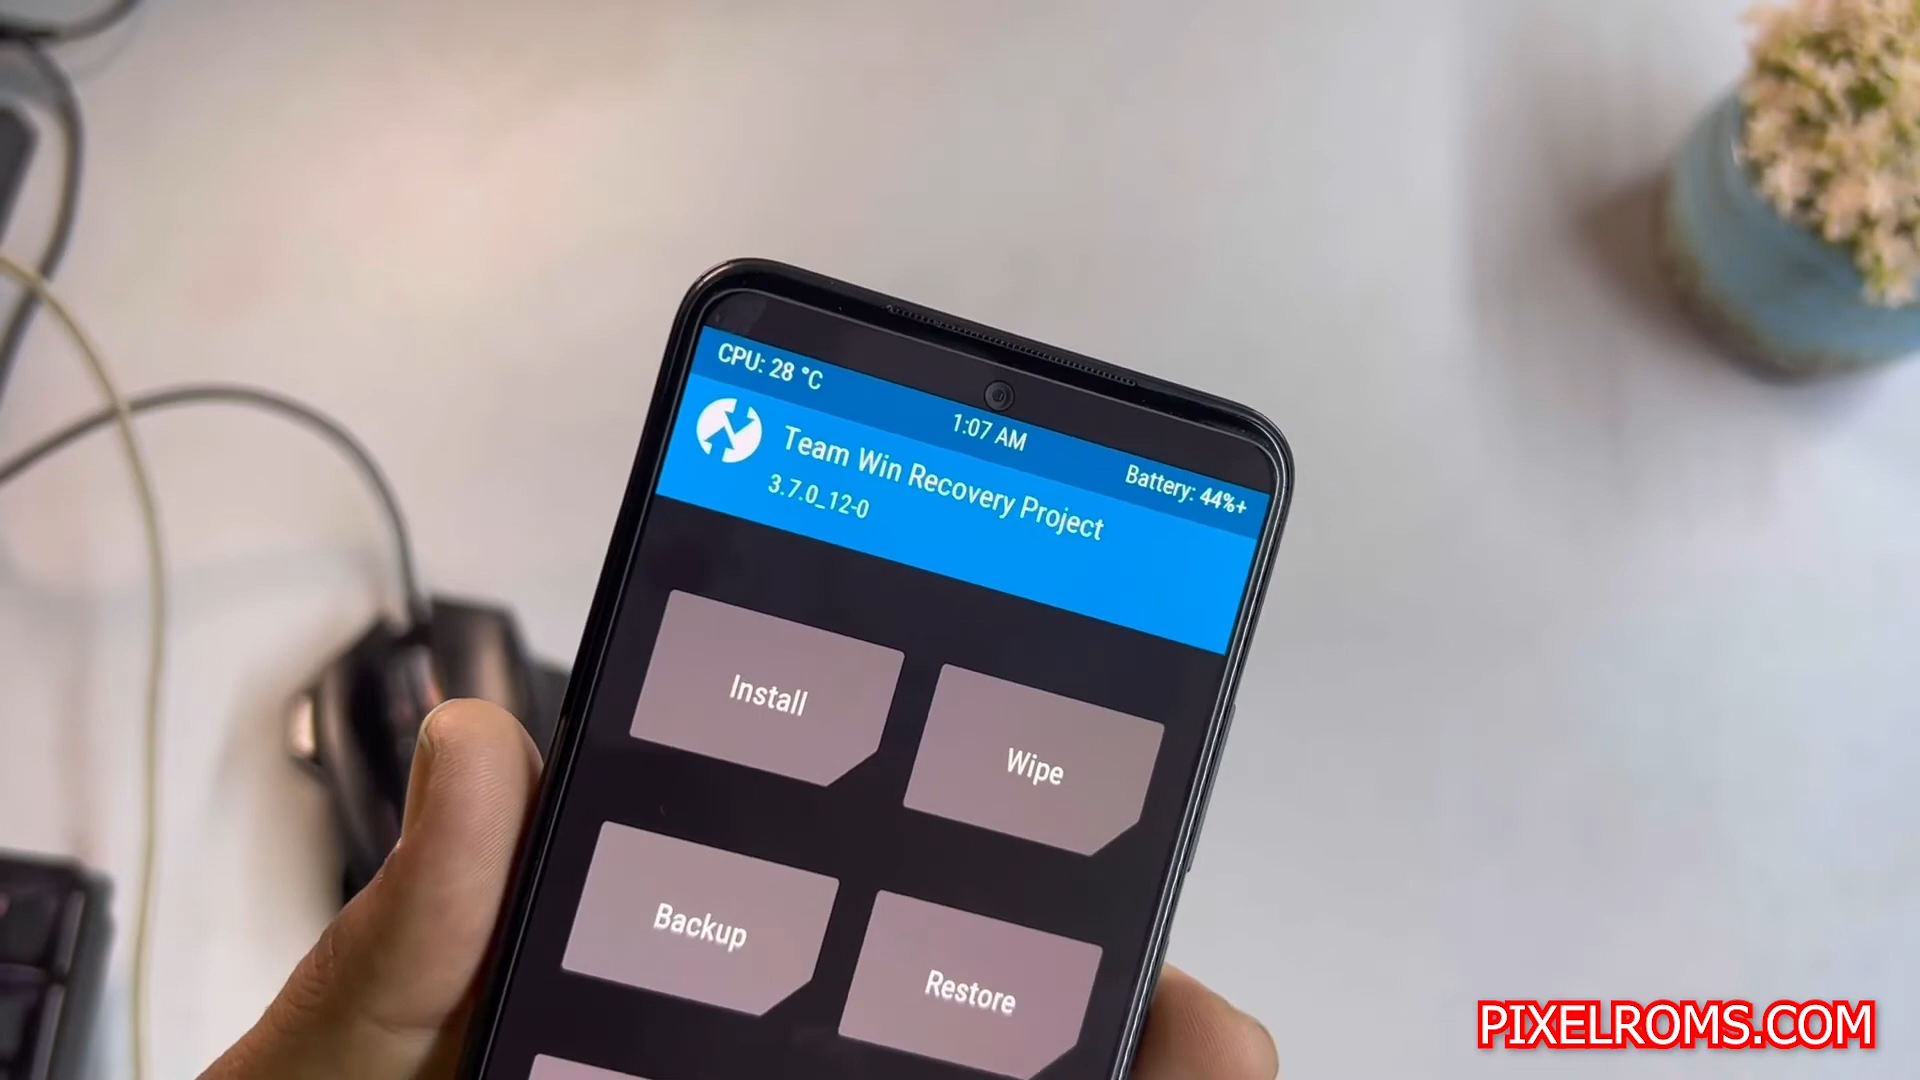 CPU: 28 °C
1:07 AM
Battery: 44%+
Team Win Recovery Project
3.7.0_12-0
Install
Wipe
Backup
Restore
PIXELROMS.COM